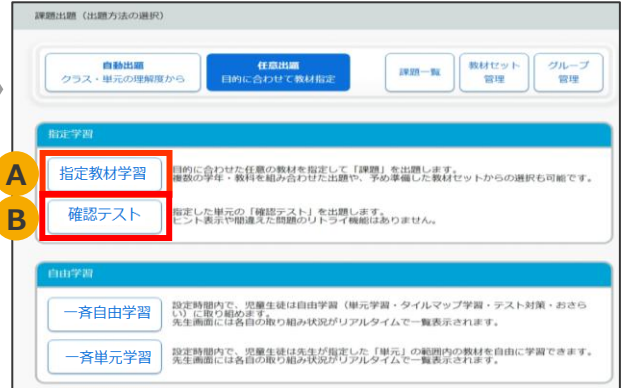 課題出題（出題方法の選択）
自動出題
クラス・単元の理解度から
任意出題
目的に合わせて教材指定
課題一覧
教材セット
管理
グループ
管理
指定学習
A
指定教材学習
目的に合わせた任意の教材を指定して「課題」を出題します。
複数の学年・教科を組み合わせた出題や、予め準備した教材セットからの選択も可能です。
B
確認テスト
指定した単元の「確認テスト」を出題します。
ヒント表示や間違えた問題のリトライ機能はありません。
自由学習
一斉自由学習
設定時間内で、児童生徒は自由学習（単元学習・タイルマップ学習・テスト対策・おさら
い）に取り組めます。
先生画面には各自の取り組み状況がリアルタイムで一覧表示されます。
一斉単元学習
設定時間内で、児童生徒は先生が指定した「単元」の範囲内の教材を自由に学習できます。
先生画面には各自の取り組み状況がリアルタイムで一覧表示されます。